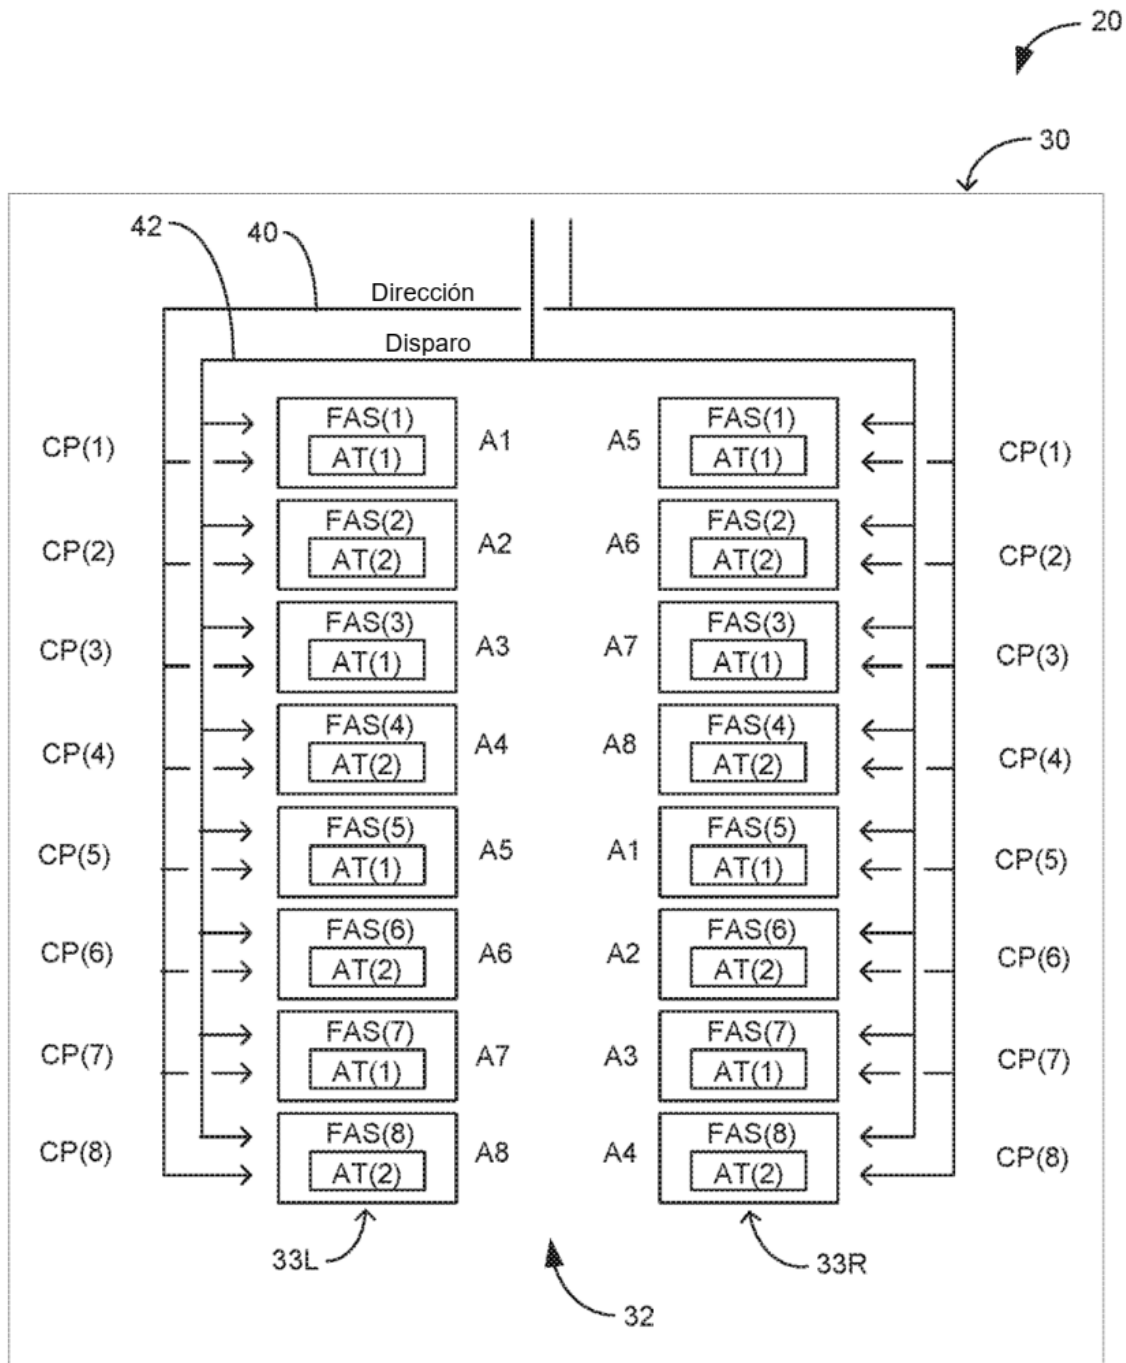 20
30
42
40
Dirección
Disparo
CP(1) FAS(1) A1 A5 FAS(1) CP(1)
AT(1) AT(1)
CP(2) FAS(2) A2 A6 FAS(2) CP(2)
AT(2) AT(2)
CP(3) FAS(3) A3 A7 FAS(3) CP(3)
AT(1) AT(1)
CP(4) FAS(4) A4 A8 FAS(4) CP(4)
AT(2) AT(2)
CP(5) FAS(5) A5 A1 FAS(5) CP(5)
AT(1) AT(1)
CP(6) FAS(6) A6 A2 FAS(6) CP(6)
AT(2) AT(2)
CP(7) FAS(7) A7 A3 FAS(7) CP(7)
AT(1) AT(1)
CP(8) FAS(8) A8 A4 FAS(8) CP(8)
AT(2) AT(2)
33L 33R
32